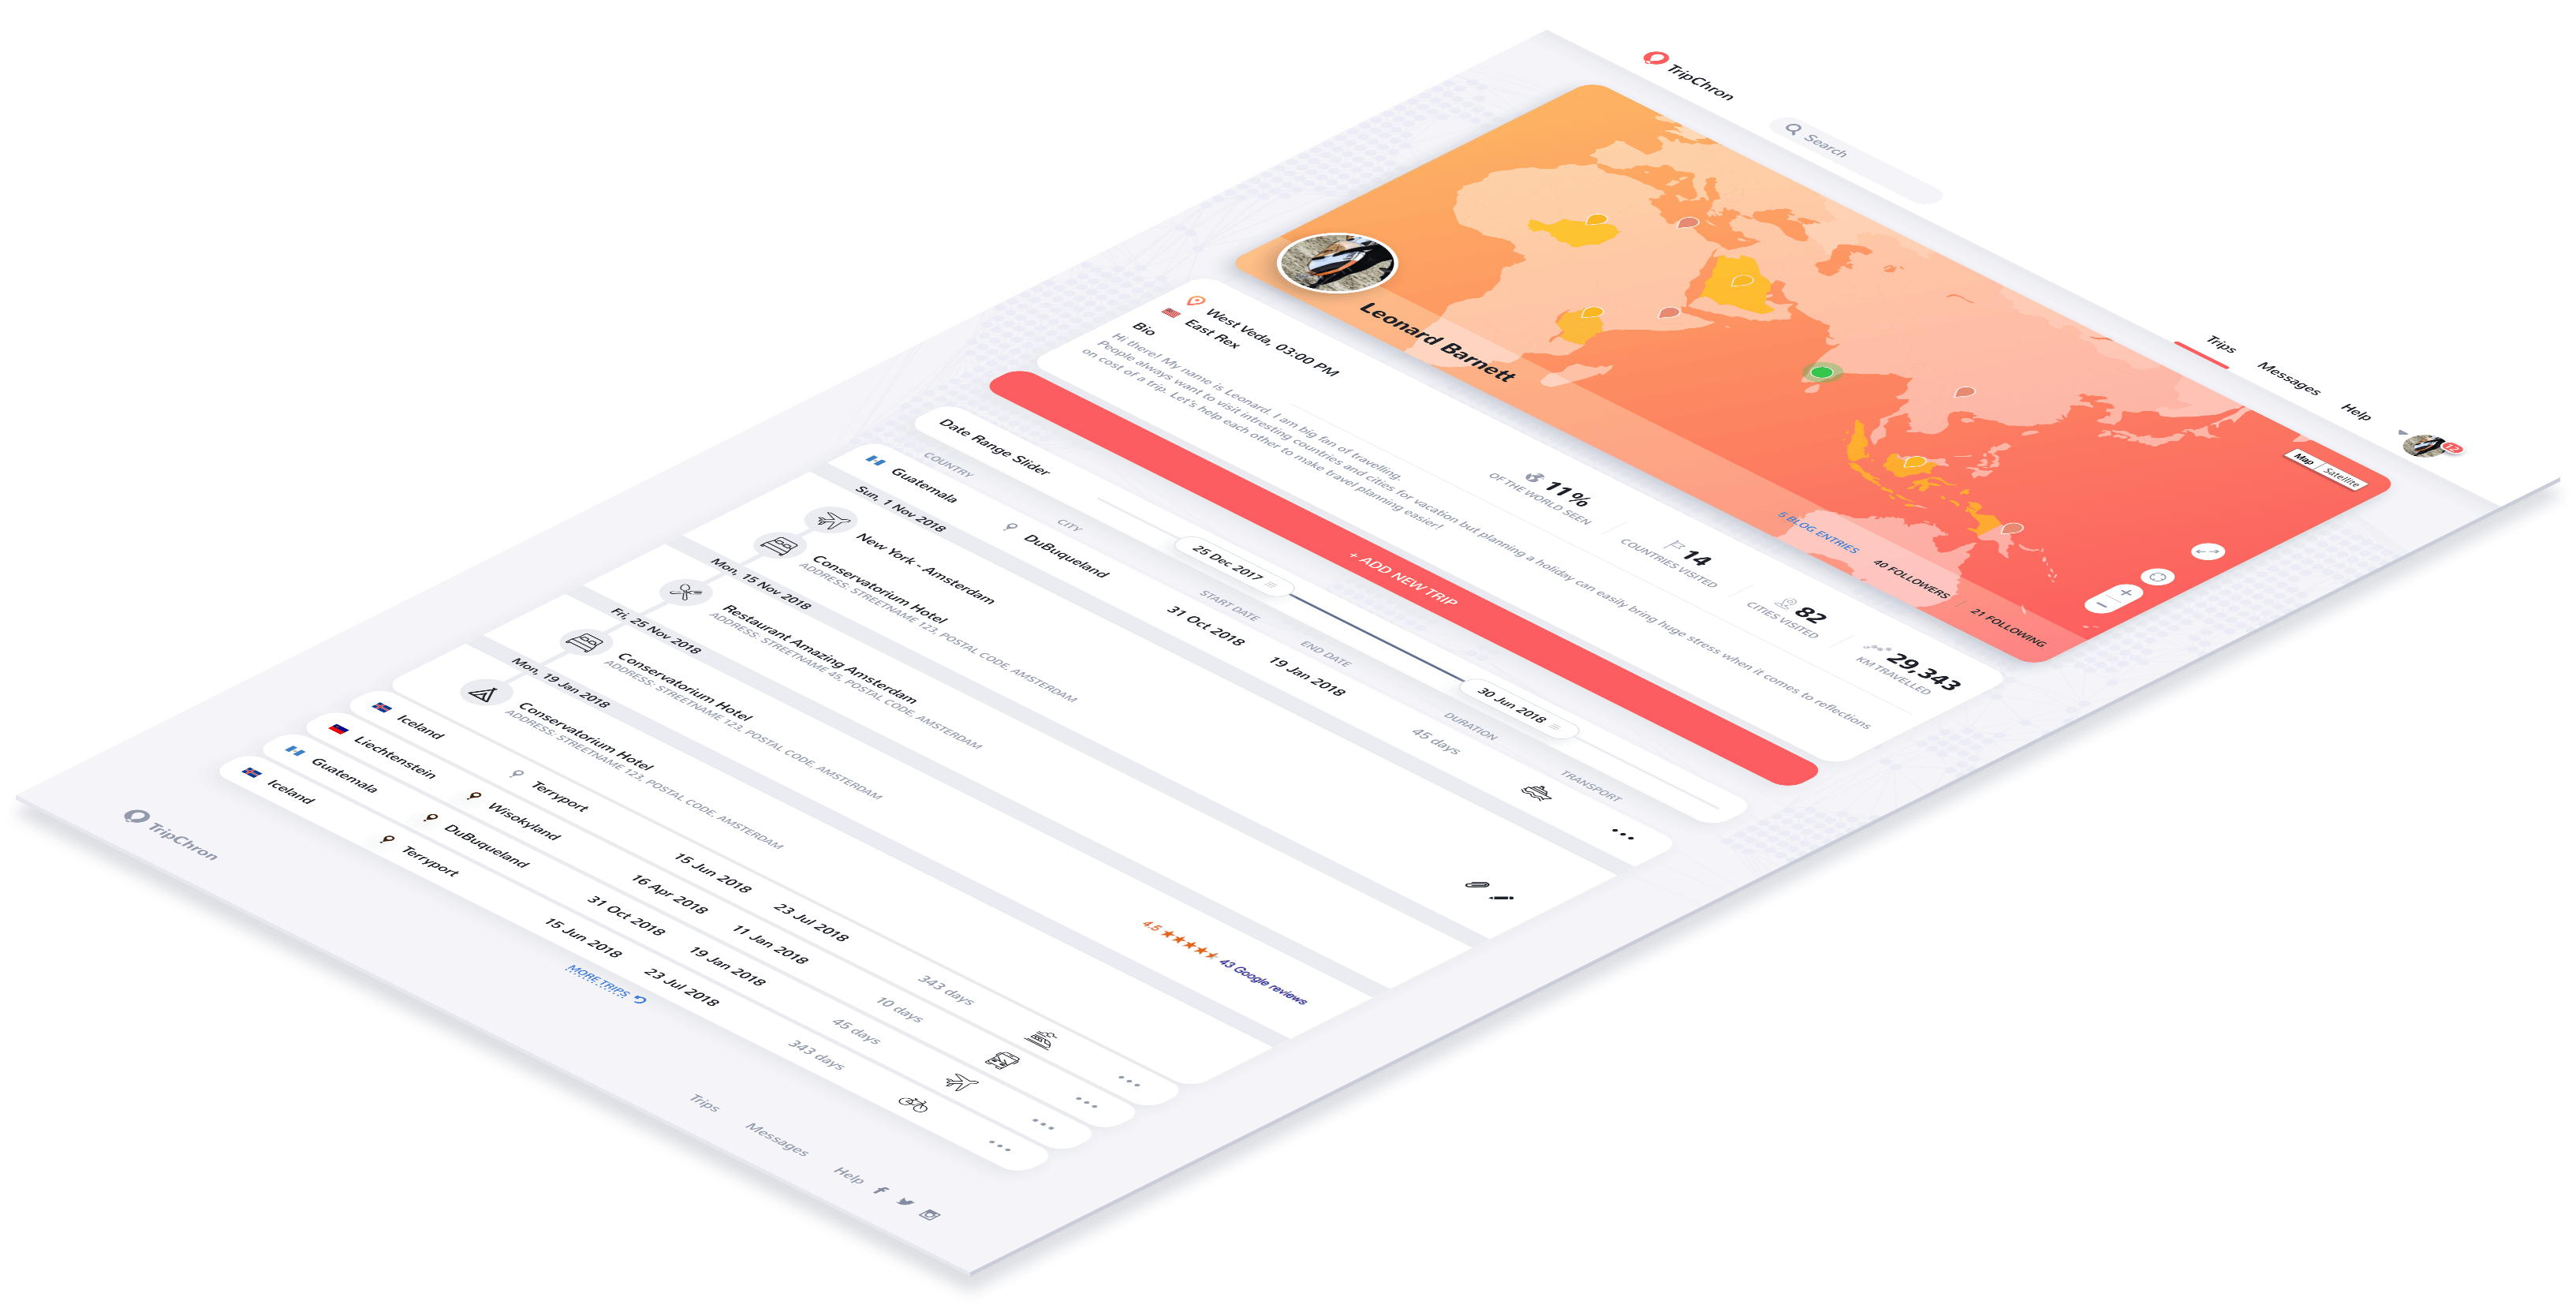 TripChron
Search
Trips
Messages
Help
12
Map
Satellite
Leonard Barnett
5 BLOG ENTRIES
40 FOLLOWERS
21 FOLLOWING
West Veda, 03:00 PM
East Rex
11%
OF THE WORLD SEEN
14
COUNTRIES VISITED
82
CITIES VISITED
29,343
KM TRAVELLED
Bio
Hi there! My name is Leonard. I am big fan of travelling.
People always want to visit intresting countries and cities for vacation but planning a holiday can easily bring huge stress when it comes to reflections
on cost of a trip. Let's help each other to make travel planning easier!
+ ADD NEW TRIP
Date Range Slider
25 Dec 2017
30 Jun 2018
COUNTRY
CITY
START DATE
END DATE
DURATION
TRANSPORT
Guatemala
DuBuqueland
31 Oct 2018
19 Jan 2018
45 days
Sun, 1 Nov 2018
New York - Amsterdam
Conservatorium Hotel
ADDRESS: STREETNAME 123, POSTAL CODE, AMSTERDAM
Mon, 15 Nov 2018
Restaurant Amazing Amsterdam
ADDRESS: STREETNAME 45, POSTAL CODE, AMSTERDAM
4.5
43 Google reviews
Fri, 25 Nov 2018
Conservatorium Hotel
ADDRESS: STREETNAME 123, POSTAL CODE, AMSTERDAM
Mon, 19 Jan 2018
Conservatorium Hotel
ADDRESS: STREETNAME 123, POSTAL CODE, AMSTERDAM
Iceland
Terryport
15 Jun 2018
23 Jul 2018
343 days
Liechtenstein
Wisokyland
16 Apr 2018
11 Jan 2018
10 days
Guatemala
DuBuqueland
31 Oct 2018
19 Jan 2018
45 days
Iceland
Terryport
15 Jun 2018
23 Jul 2018
343 days
MORE TRIPS
TripChron
Trips
Messages
Help